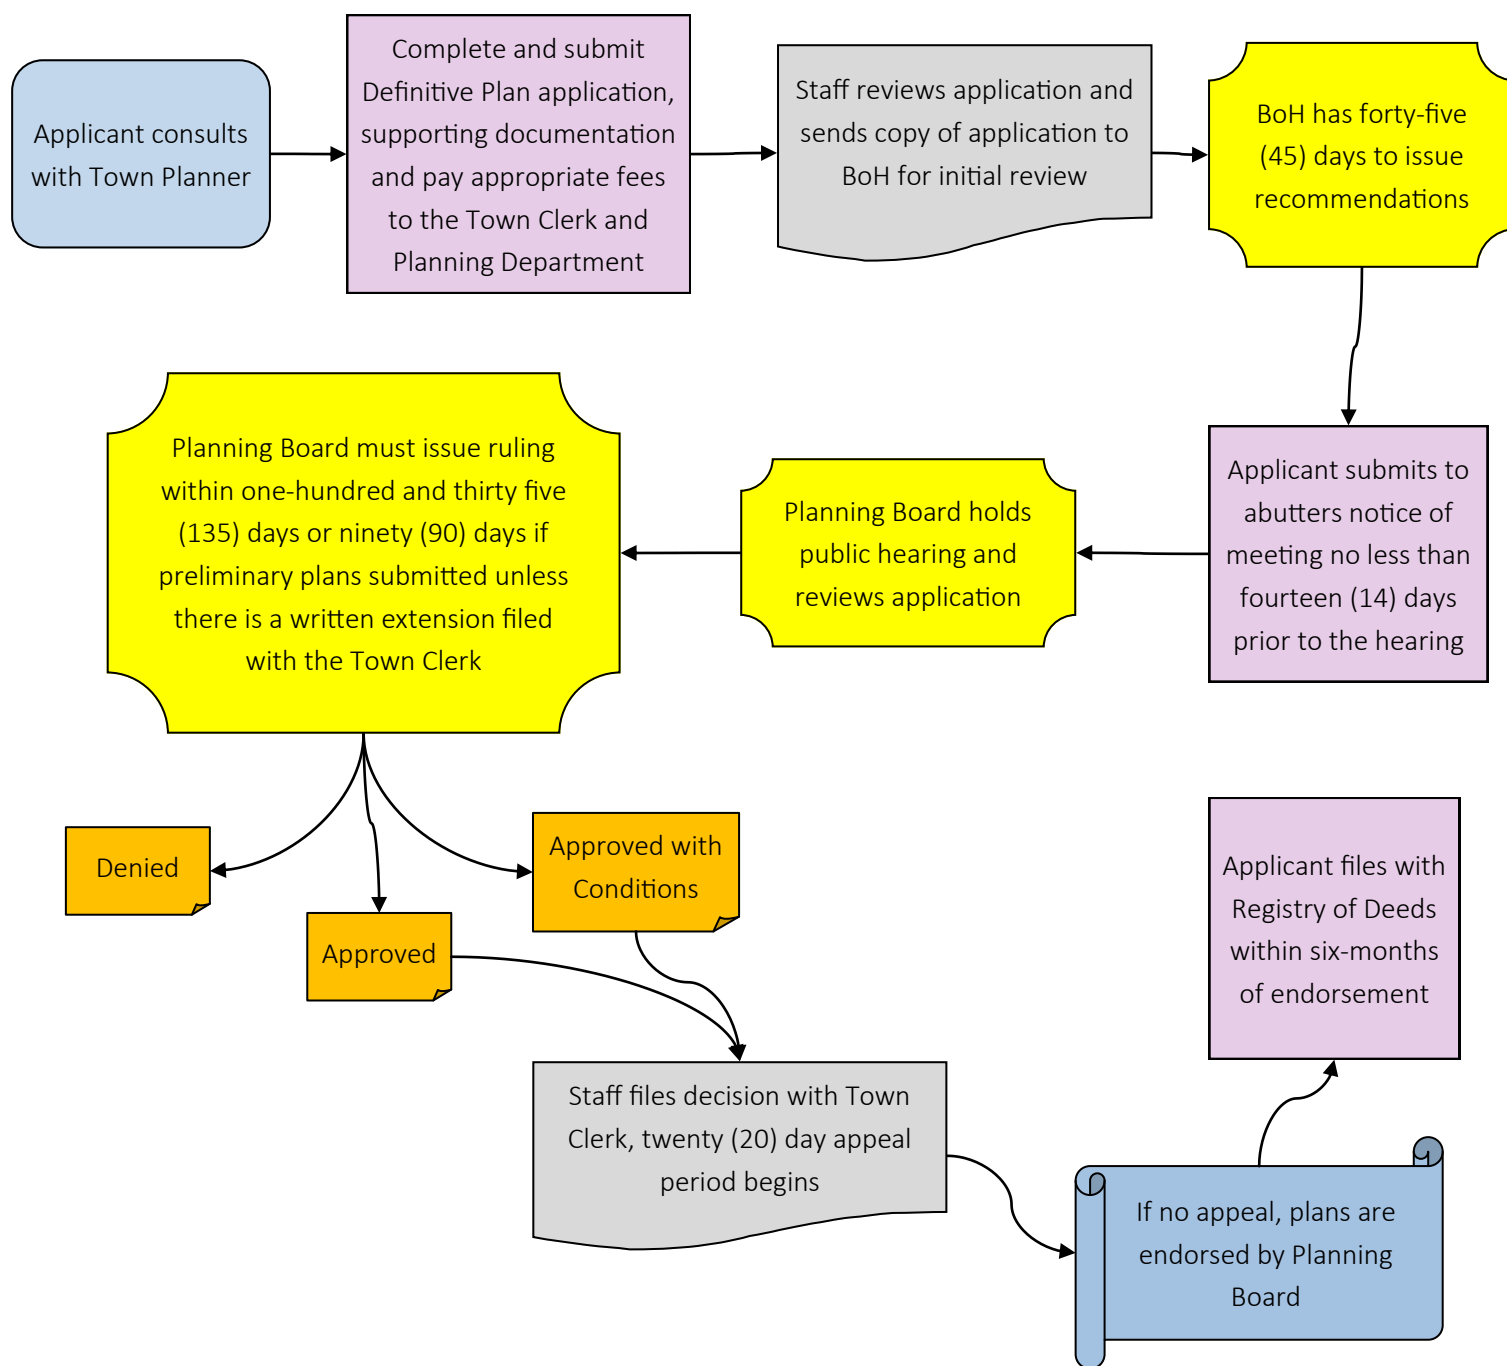 Applicant consults
with Town Planner
Complete and submit
Definitive Plan application,
supporting documentation
and pay appropriate fees
to the Town Clerk and
Planning Department
Staff reviews application and
sends copy of application to
BoH for initial review
BoH has forty-five
(45) days to issue
recommendations
Applicant submits to
abutters notice of
meeting no less than
fourteen (14) days
prior to the hearing
Planning Board holds
public hearing and
reviews application
Planning Board must issue ruling
within one-hundred and thirty five
(135) days or ninety (90) days if
preliminary plans submitted unless
there is a written extension filed
with the Town Clerk
Denied
Approved
Approved with
Conditions
Staff files decision with Town
Clerk, twenty (20) day appeal
period begins
If no appeal, plans are
endorsed by Planning
Board
Applicant files with
Registry of Deeds
within six-months
of endorsement